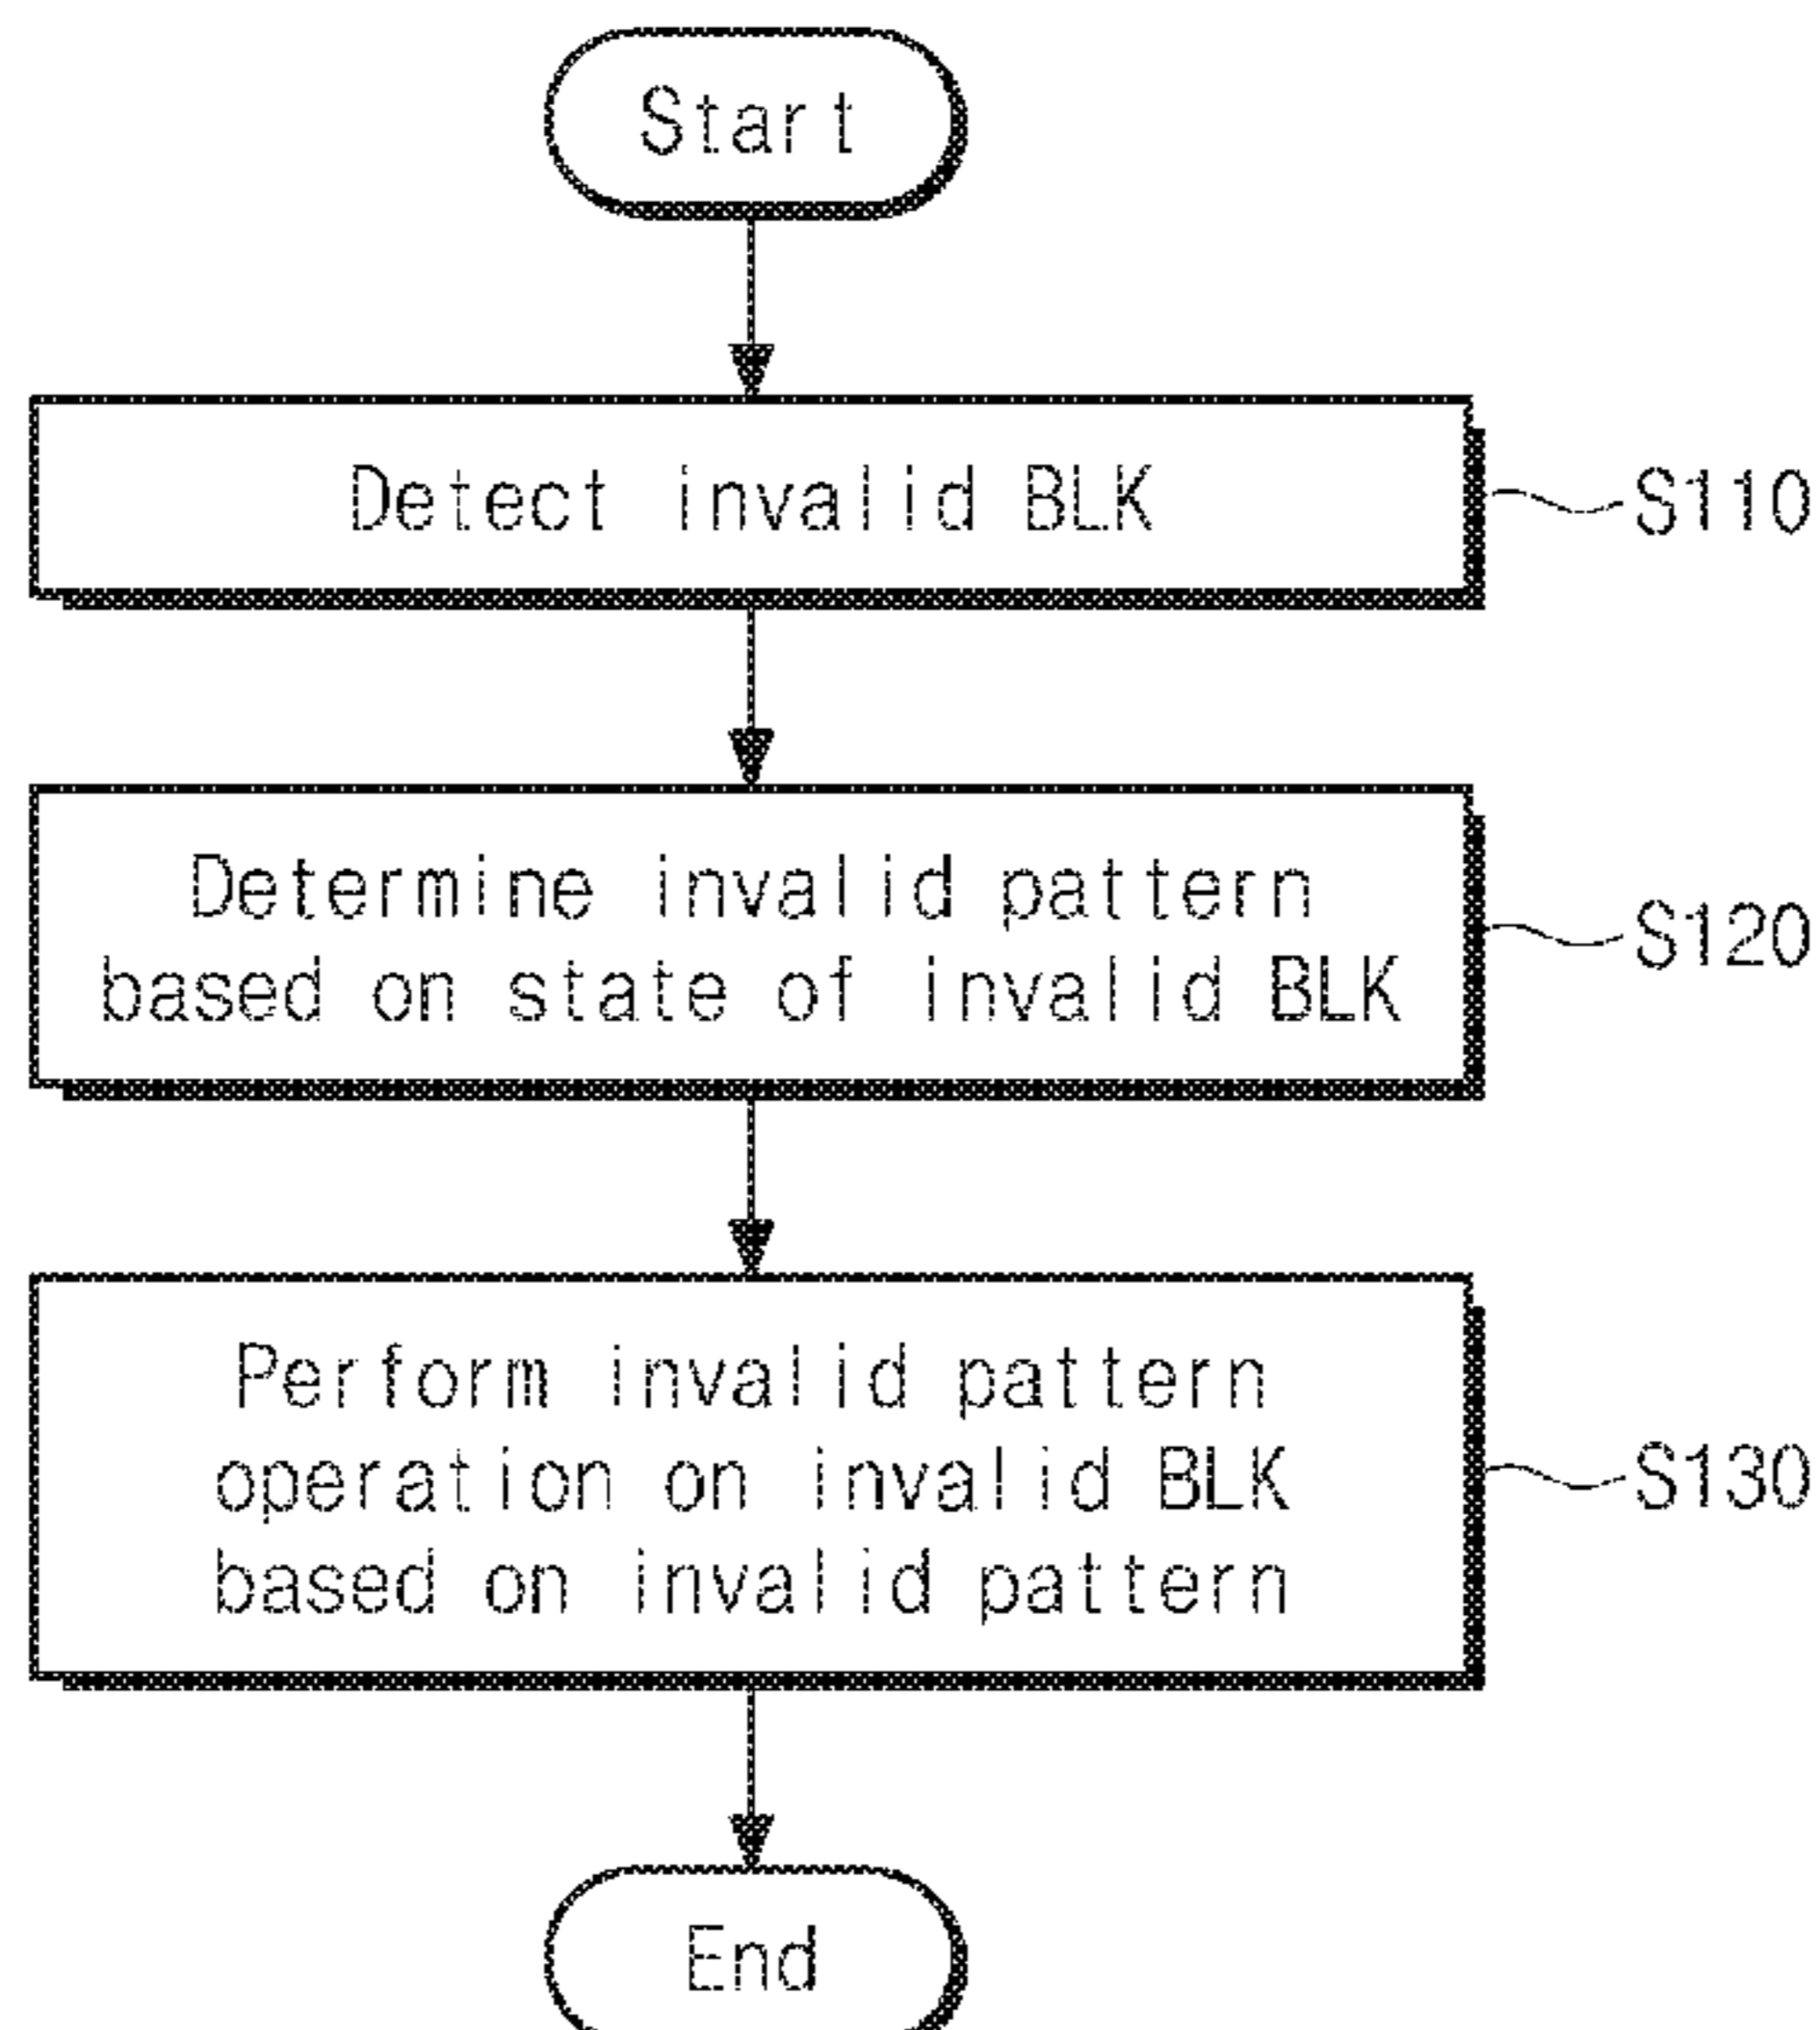 Start
Detect invalid BLK
S110
Determine invalid pattern
based on state of invalid BLK
S120
Perform invalid pattern
operation on invalid BLK
based on invalid pattern
S130
End